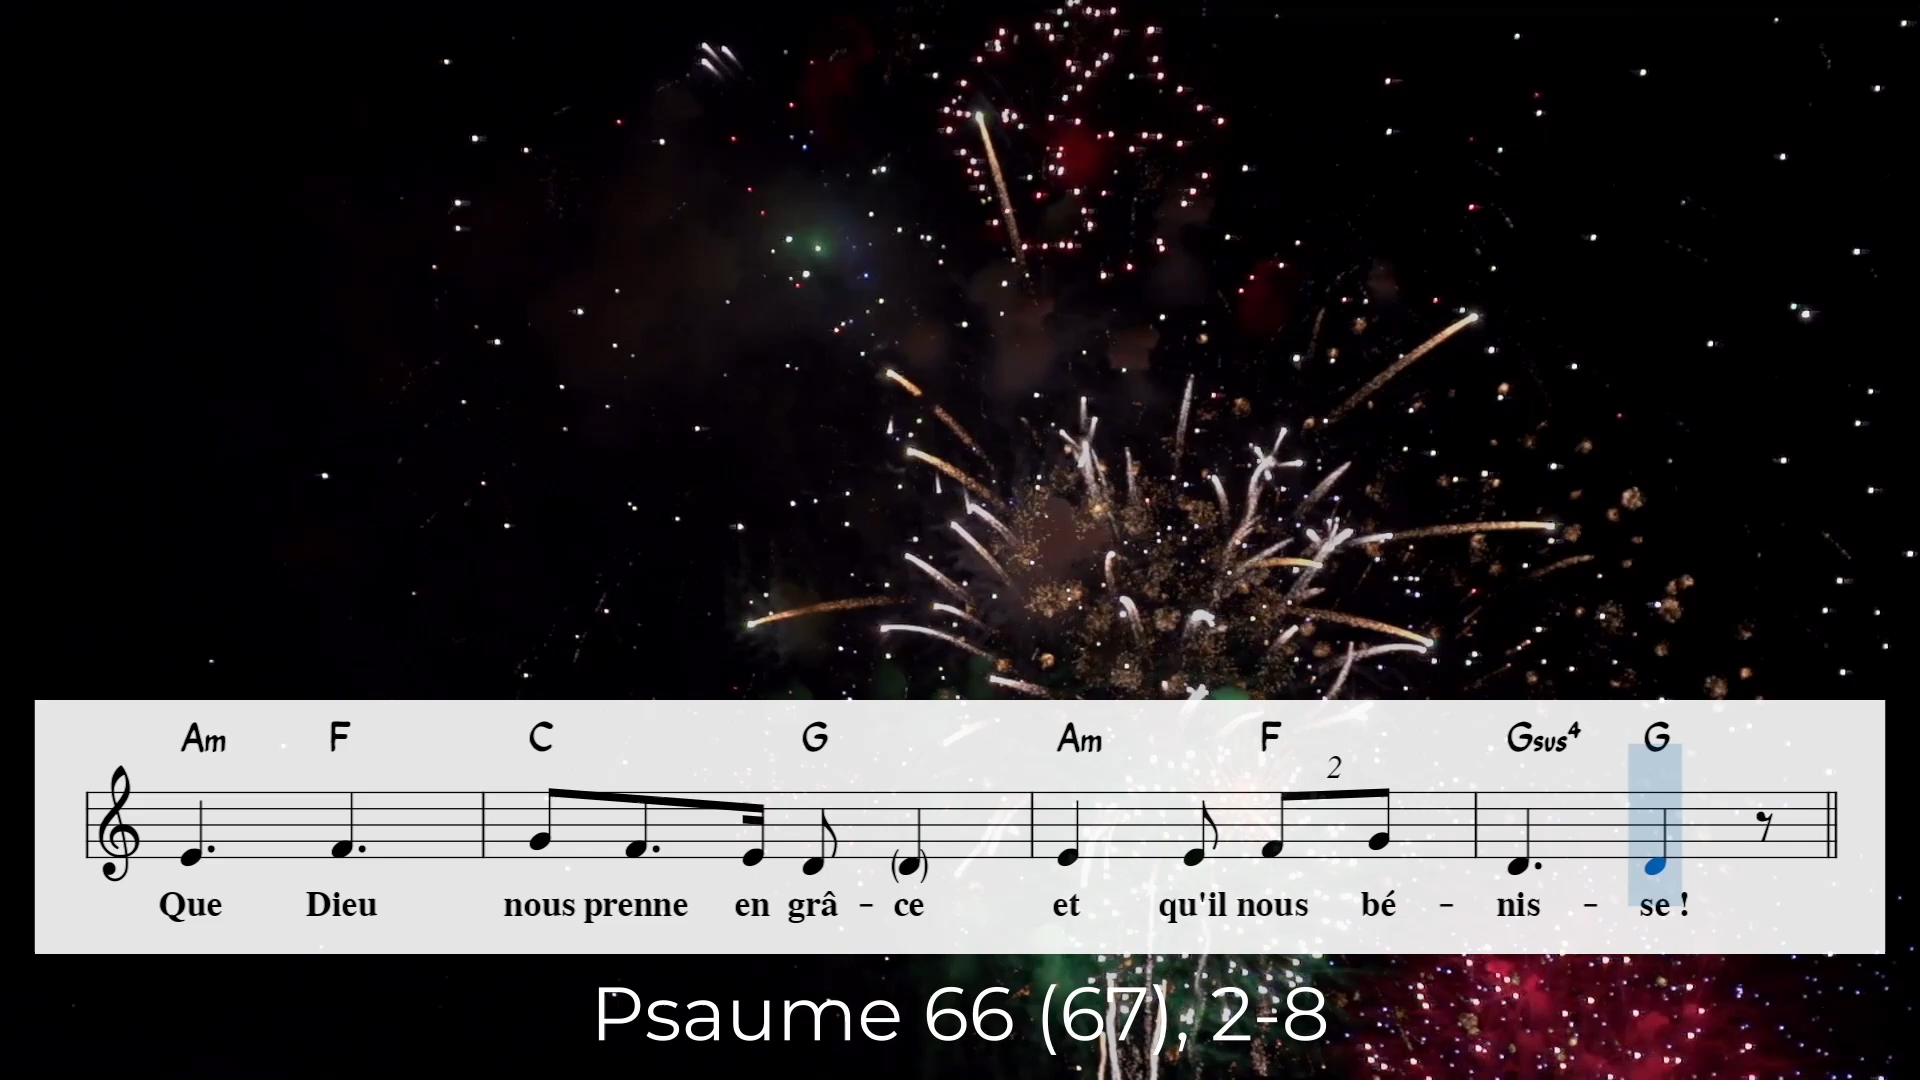 Am F C G Am F Gsus4 G
2
Que Dieu nous prenne en grâ - ce et qu'il nous bé - nis - se !
Psaume 66 (67), 2-8